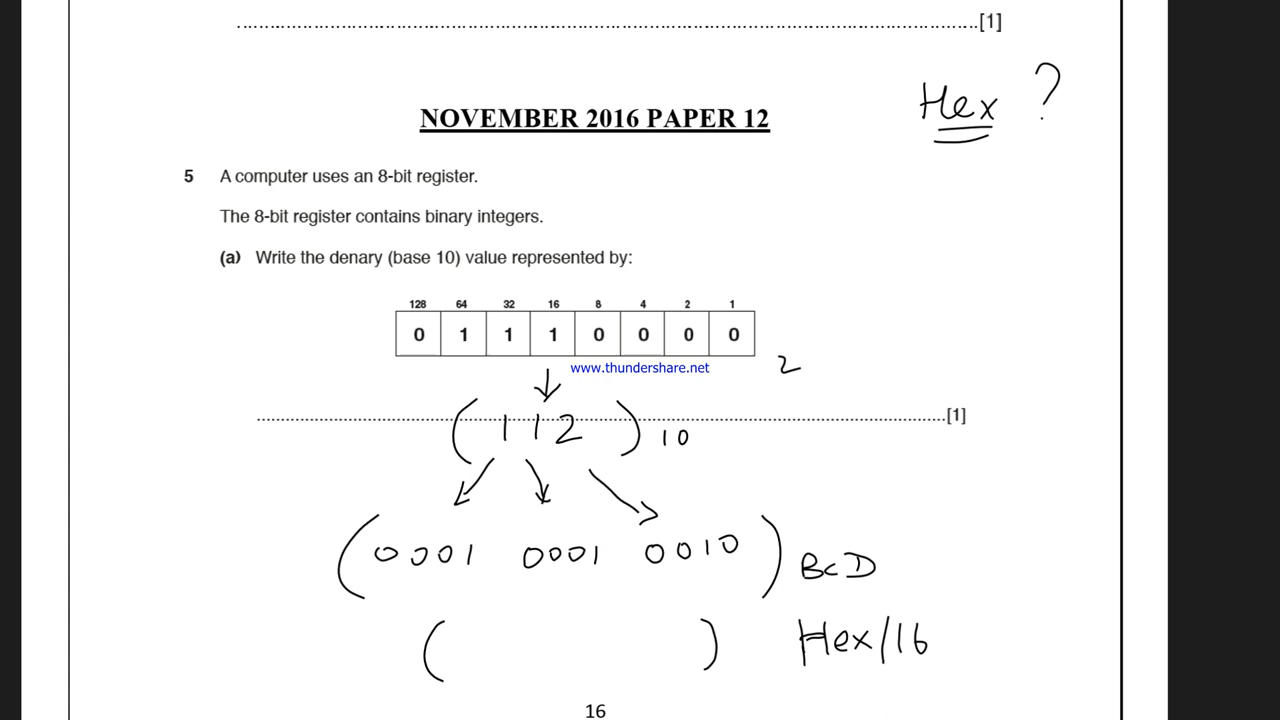 [1]
Hex ?
NOVEMBER 2016 PAPER 12
5 A computer uses an 8-bit register.
The 8-bit register contains binary integers.
(a) Write the denary (base 10) value represented by:
128 64 32 16 8 4 2 1
0 1 1 1 0 0 0 0
www.thundershare.net
2
(112)10 [1]
(0001 0001 0010) BCD
( ) Hex/16
16